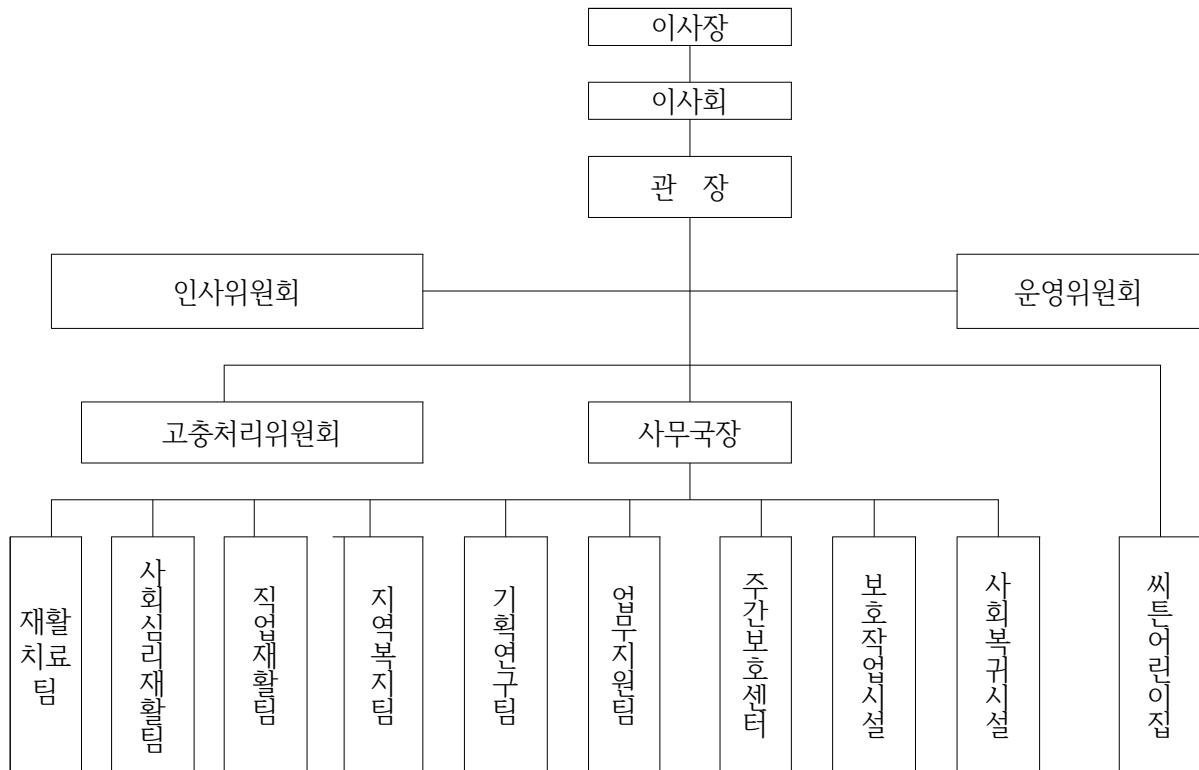 이사장
이사회
관 장
인사위원회
운영위원회
고충처리위원회
사무국장
재활
치료
팀
사회심리재활팀
직업재활팀
지역복지팀
기획연구팀
업무지원팀
주간보호센터
보호작업시설
사회복귀시설
씨튼어린이집